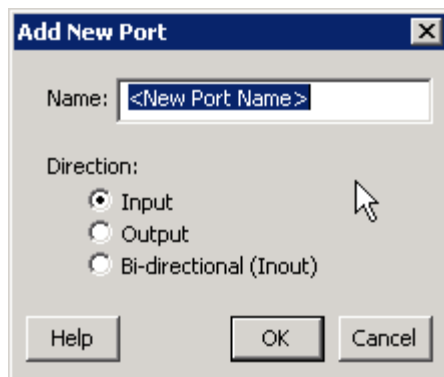 Add New Port
Name: <New Port Name>
Direction:
Input
Output
Bi-directional (Inout)
Help OK Cancel